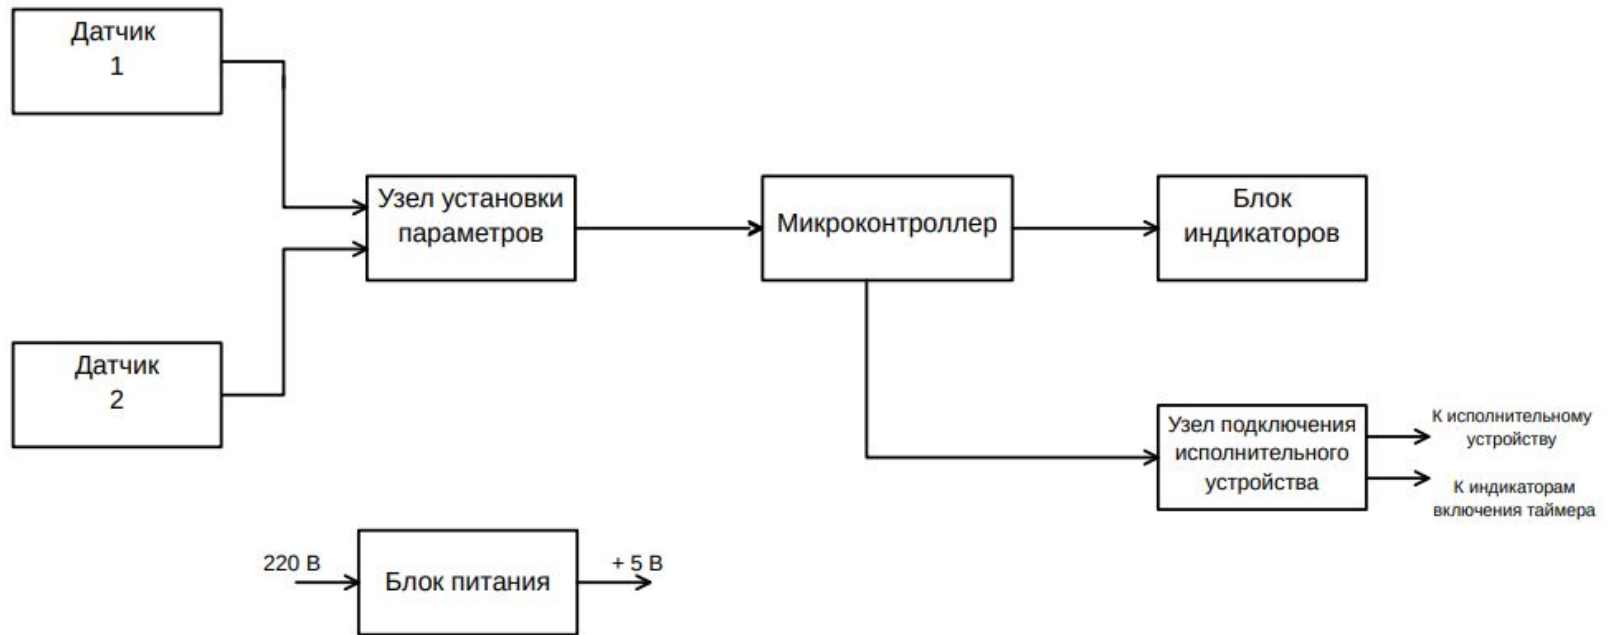 Датчик
1
Узел установки
параметров
Микроконтроллер
Блок
индикаторов
Датчик
2
Узел подключения
исполнительного
устройства
К исполнительному
устройству
К индикаторам
включения таймера
220 В
Блок питания
+ 5 В